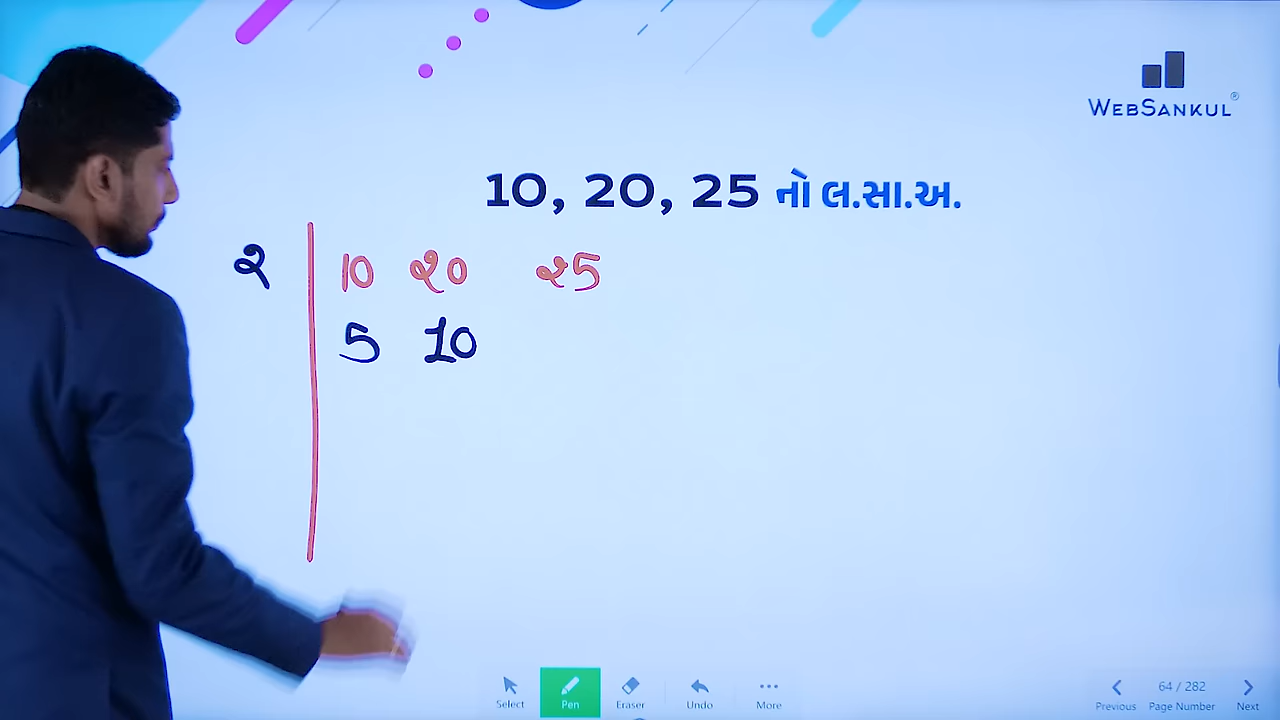 WEBSANKUL®
10, 20, 25 નો લ.સા.અ.
૨ 10 ૨0 ૨5
5 10
Select Pen Eraser Undo More
Previous 64 / 282 Page Number Next